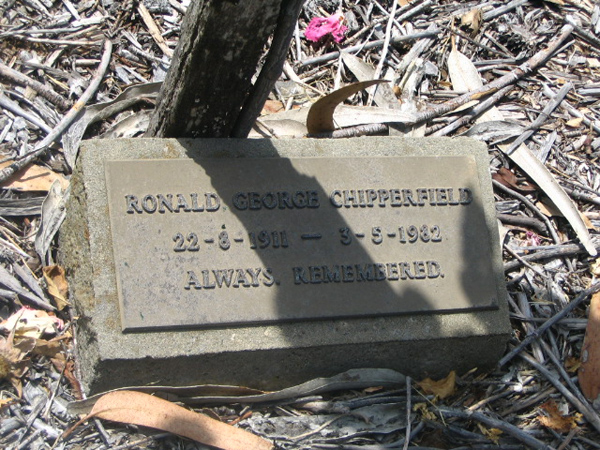 RONALD. GEORGE CHIPPERFIELD
22-8-1911 — 3-5-1982
ALWAYS. REMEMBERED.